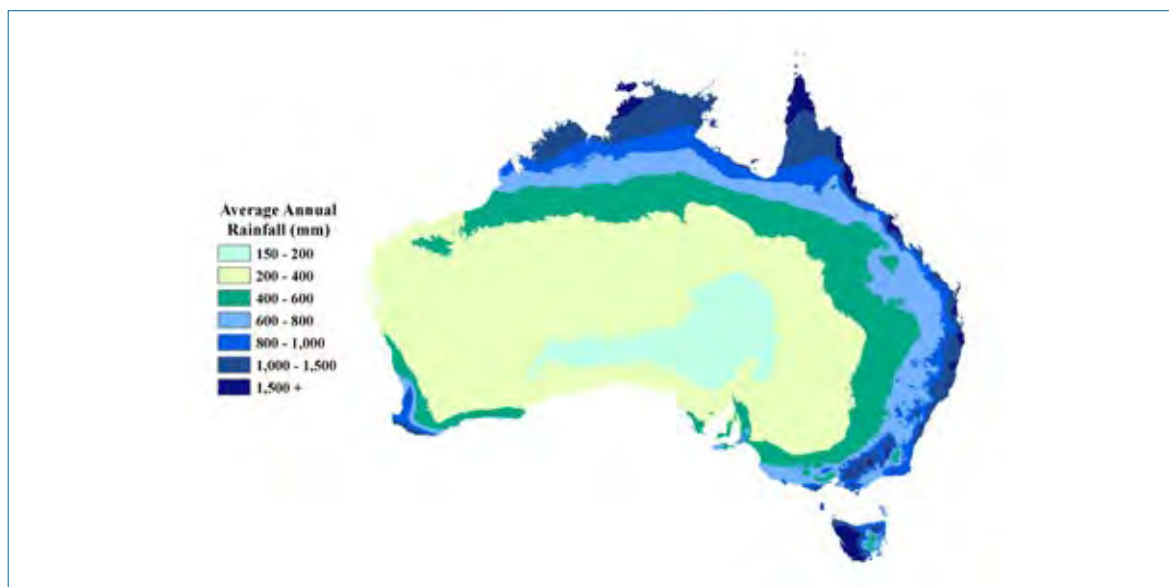 Average Annual
Rainfall (mm)
150 - 200
200 - 400
400 - 600
600 - 800
800 - 1,000
1,000 - 1,500
1,500 +